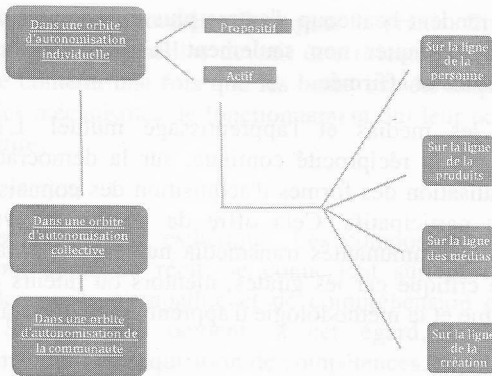 Dans une orbite
d'autonomisation
individuelle
Propositif
Actif
Sur la ligne
de la
personne
Sur la ligne
de la
produits
Dans une orbite
d'autonomisation
collective
Sur la ligne
des médias
Dans une orbite
d'autonomisation de
la communauté
Sur la ligne
de la
création